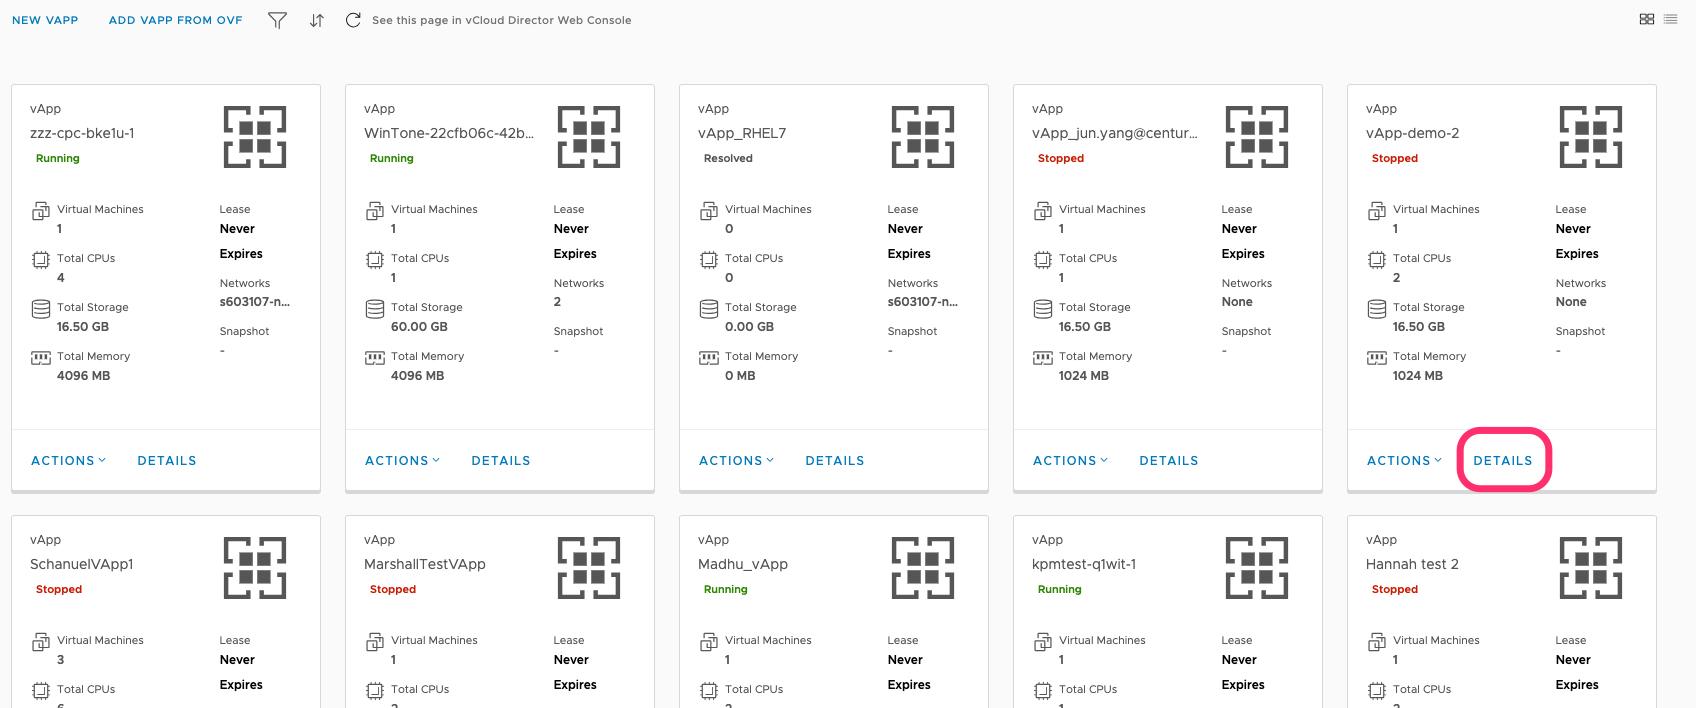 NEW VAPP ADD VAPP FROM OVF See this page in vCloud Director Web Console
vApp
zzz-cpc-bke1u-1
Running
Virtual Machines
1
Total CPUs
4
Total Storage
16.50 GB
Total Memory
4096 MB
Lease
Never
Expires
Networks
s603107-n...
Snapshot
-
ACTIONS DETAILS
vApp
WinTone-22cfb06c-42b...
Running
Virtual Machines
1
Total CPUs
1
Total Storage
60.00 GB
Total Memory
4096 MB
Lease
Never
Expires
Networks
2
Snapshot
-
ACTIONS DETAILS
vApp
vApp_RHEL7
Resolved
Virtual Machines
0
Total CPUs
0
Total Storage
0.00 GB
Total Memory
0 MB
Lease
Never
Expires
Networks
s603107-n...
Snapshot
-
ACTIONS DETAILS
vApp
vApp_jun.yang@centur...
Stopped
Virtual Machines
1
Total CPUs
1
Total Storage
16.50 GB
Total Memory
1024 MB
Lease
Never
Expires
Networks
None
Snapshot
-
ACTIONS DETAILS
vApp
vApp-demo-2
Stopped
Virtual Machines
1
Total CPUs
2
Total Storage
16.50 GB
Total Memory
1024 MB
Lease
Never
Expires
Networks
None
Snapshot
-
ACTIONS DETAILS
vApp
SchanuelVApp1
Stopped
Virtual Machines
3
Total CPUs
Lease
Never
Expires
vApp
MarshallTestVApp
Stopped
Virtual Machines
1
Total CPUs
Lease
Never
Expires
vApp
Madhu_vApp
Running
Virtual Machines
1
Total CPUs
Lease
Never
Expires
vApp
kpmtest-q1wit-1
Running
Virtual Machines
1
Total CPUs
Lease
Never
Expires
vApp
Hannah test 2
Stopped
Virtual Machines
1
Total CPUs
Lease
Never
Expires